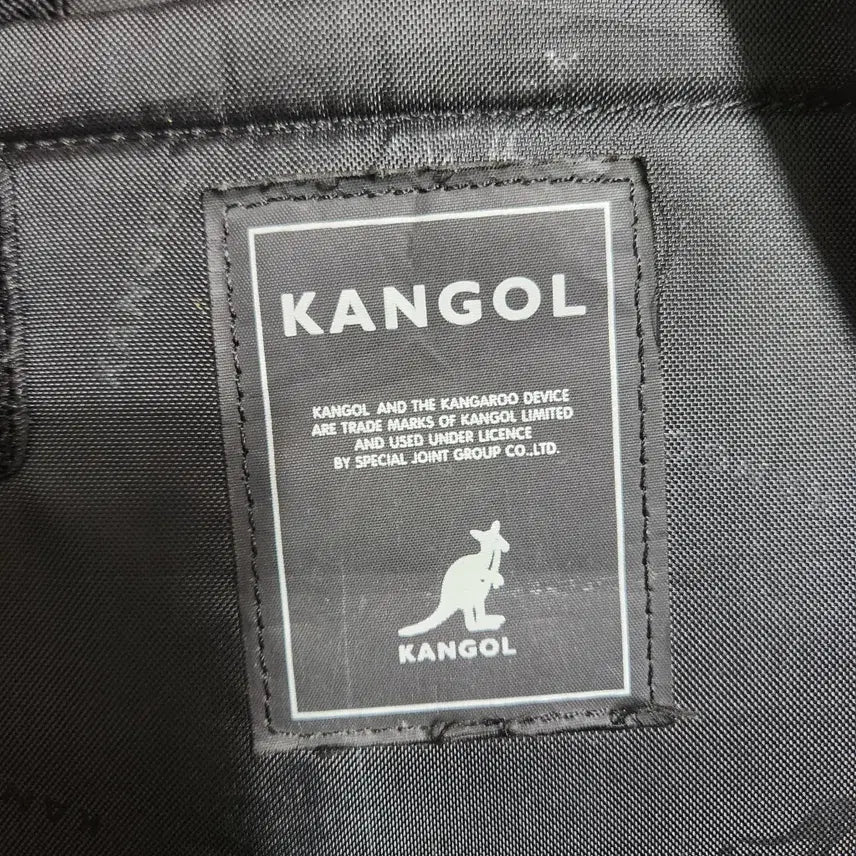 KANGOL
KANGOL AND THE KANGAROO DEVICE
ARE TRADE MARKS OF KANGOL LIMITED
AND USED UNDER LICENCE
BY SPECIAL JOINT GROUP CO.,LTD.
KANGOL